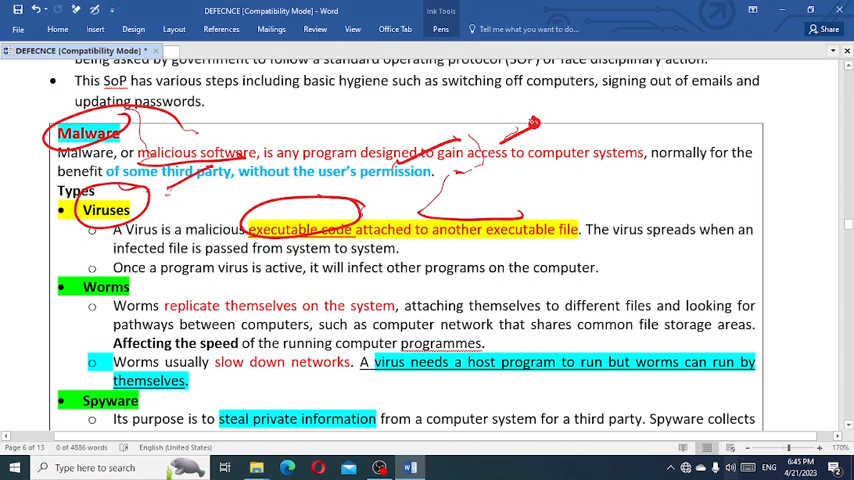 DEFECNCE [Compatibility Mode] - Word
Ink Tools
File
Home
Insert
Design
Layout
References
Mailings
Review
View
Office Tab
Pens
Tell me what you want to do...
Share
DEFECNCE [Compatibility Mode] *
being asked by government to follow a standard operating protocol (SOP) or face disciplinary action.
• This SoP has various steps including basic hygiene such as switching off computers, signing out of emails and
updating passwords.
Malware
Malware, or malicious software, is any program designed to gain access to computer systems, normally for the
benefit of some third party, without the user's permission.
Types
• Viruses
o A Virus is a malicious executable code attached to another executable file. The virus spreads when an
infected file is passed from system to system.
o Once a program virus is active, it will infect other programs on the computer.
• Worms
o Worms replicate themselves on the system, attaching themselves to different files and looking for
pathways between computers, such as computer network that shares common file storage areas.
Affecting the speed of the running computer programmes.
o Worms usually slow down networks. A virus needs a host program to run but worms can run by
themselves.
• Spyware
o Its purpose is to steal private information from a computer system for a third party. Spyware collects
Page 6 of 13
0 of 4896 words
English (United States)
170%
Type here to search
ENG
6:45 PM
4/21/2023
2